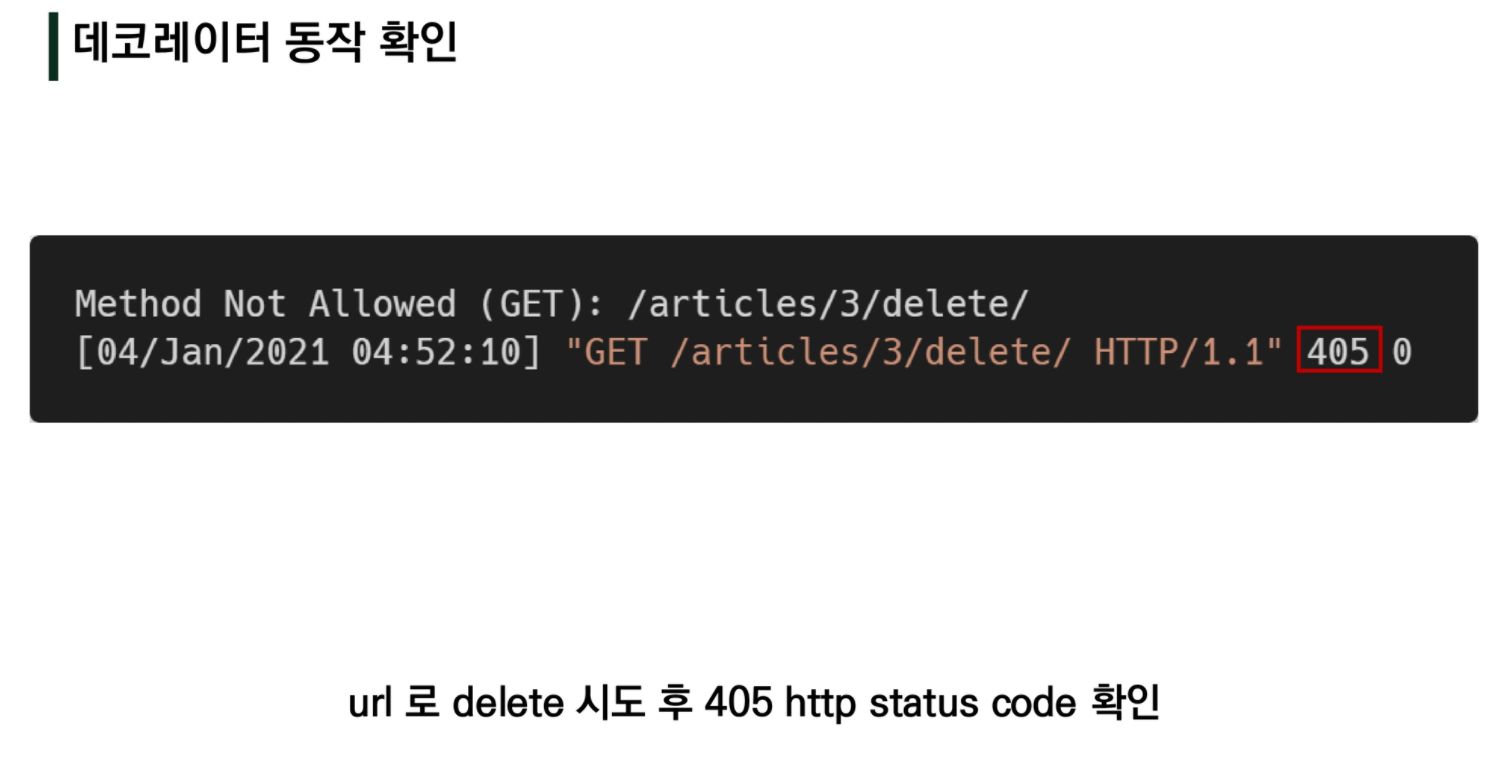 데코레이터 동작 확인
Method Not Allowed (GET): /articles/3/delete/
[04/Jan/2021 04:52:10] "GET /articles/3/delete/ HTTP/1.1" 405 0
url 로 delete 시도 후 405 http status code 확인